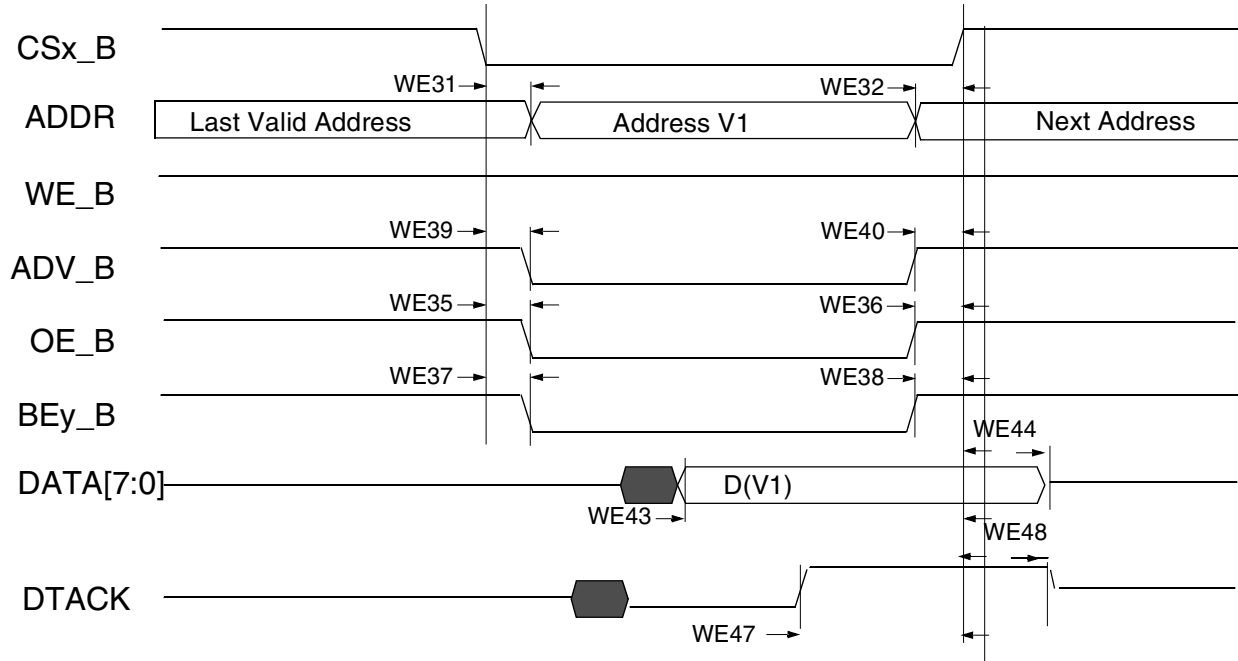 CSx_B
WE31
WE32
ADDR
Last Valid Address
Address V1
Next Address
WE_B
WE39
WE40
ADV_B
WE35
WE36
OE_B
WE37
WE38
BEy_B
WE44
DATA[7:0]
D(V1)
WE43
WE48
DTACK
WE47